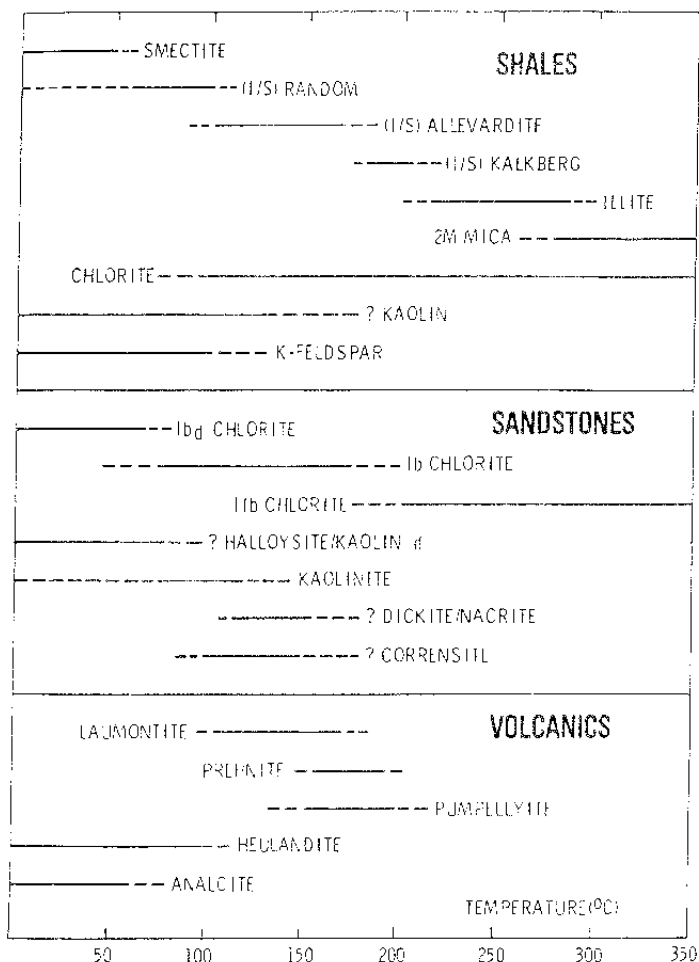 SMECTITE
SHALES
(I/S) RANDOM
(I/S) ALLEVARDITE
(I/S) KALKBERG
ILLITE
2M MICA
CHLORITE
? KAOLIN
K-FELDSPAR
Ibd CHLORITE
SANDSTONES
Ib CHLORITE
IIb CHLORITE
? HALLOYSITE/KAOLIN d
KAOLINITE
? DICKITE/NACRITE
? CORRENSITE
LAUMONTITE
VOLCANICS
PREHNITE
PUMPELLYITE
HEULANDITE
ANALCITE
TEMPERATURE(ºC)
50 100 150 200 250 300 350